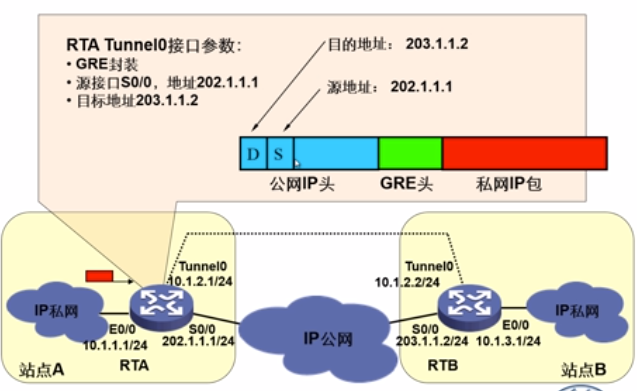 RTA Tunnel0接口参数：
• GRE封装
• 源接口S0/0，地址202.1.1.1
• 目标地址203.1.1.2
目的地址： 203.1.1.2
源地址： 202.1.1.1
D S
公网IP头 GRE头 私网IP包
Tunnel0
10.1.2.1/24
Tunnel0
10.1.2.2/24
IP私网
E0/0
10.1.1.1/24
S0/0
202.1.1.1/24
IP公网
S0/0
203.1.1.2/24
E0/0
10.1.3.1/24
IP私网
站点A
RTA
RTB
站点B